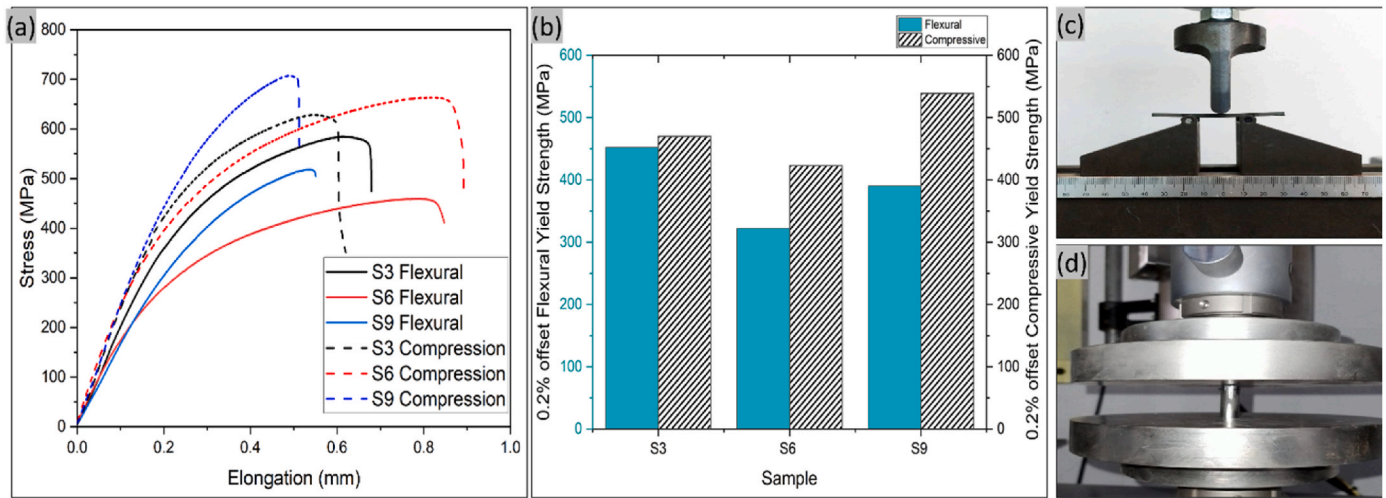 (a)
800
700
600
500
400
300
200
100
0
Stress (MPa)
0.0
0.2
0.4
0.6
0.8
1.0
Elongation (mm)
S3 Flexural
S6 Flexural
S9 Flexural
S3 Compression
S6 Compression
S9 Compression
(b)
Flexural
Compressive
600
500
400
300
200
100
0
0.2% offset Flexural Yield Strength (MPa)
S3
S6
S9
Sample
600
500
400
300
200
100
0
0.2% offset Compressive Yield Strength (MPa)
(c)
(d)